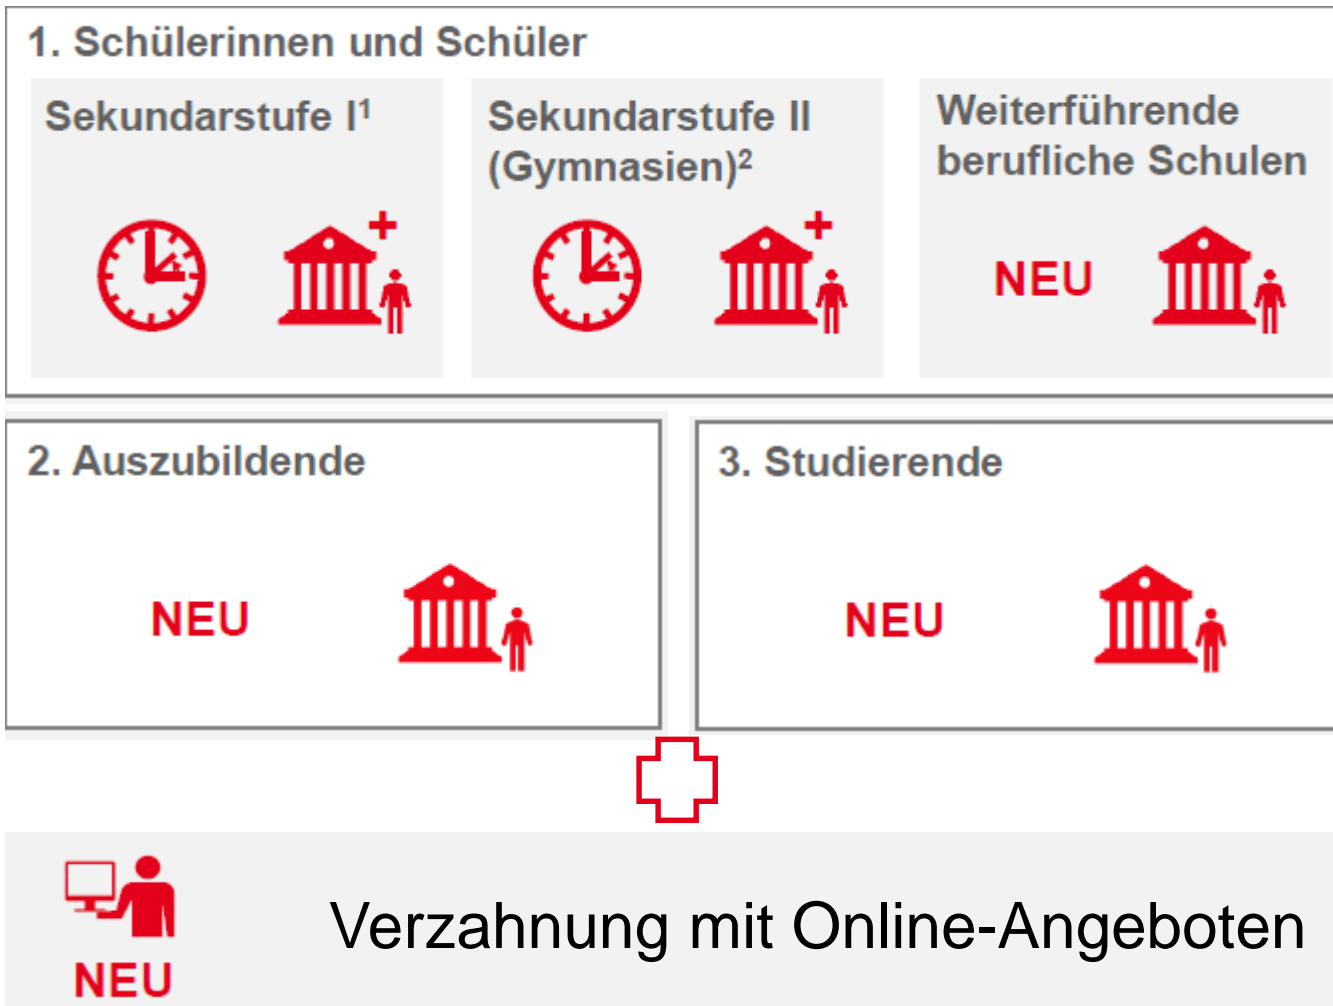 1. Schülerinnen und Schüler
Sekundarstufe I¹
Sekundarstufe II
(Gymnasien)²
Weiterführende
berufliche Schulen
NEU
2. Auszubildende
NEU
3. Studierende
NEU
Verzahnung mit Online-Angeboten
NEU